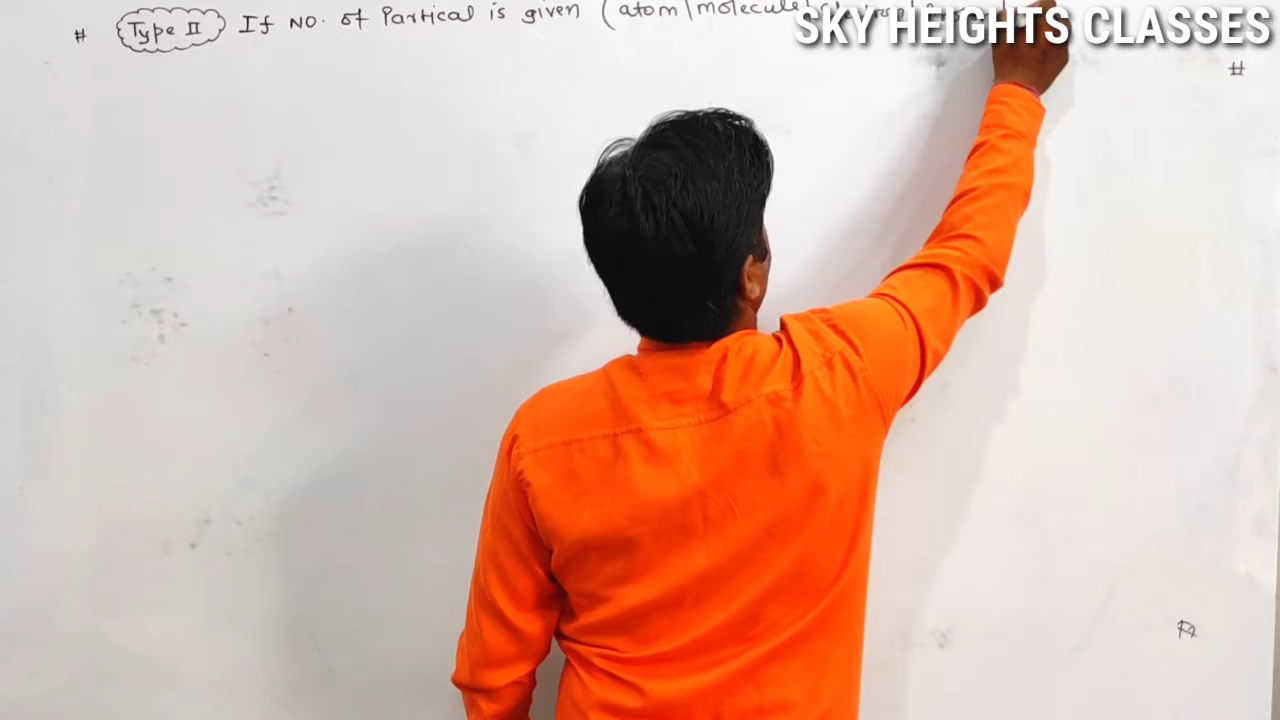 SKY HEIGHTS CLASSES
# Type II If NO. of Partical is given (atom/molecule/
#